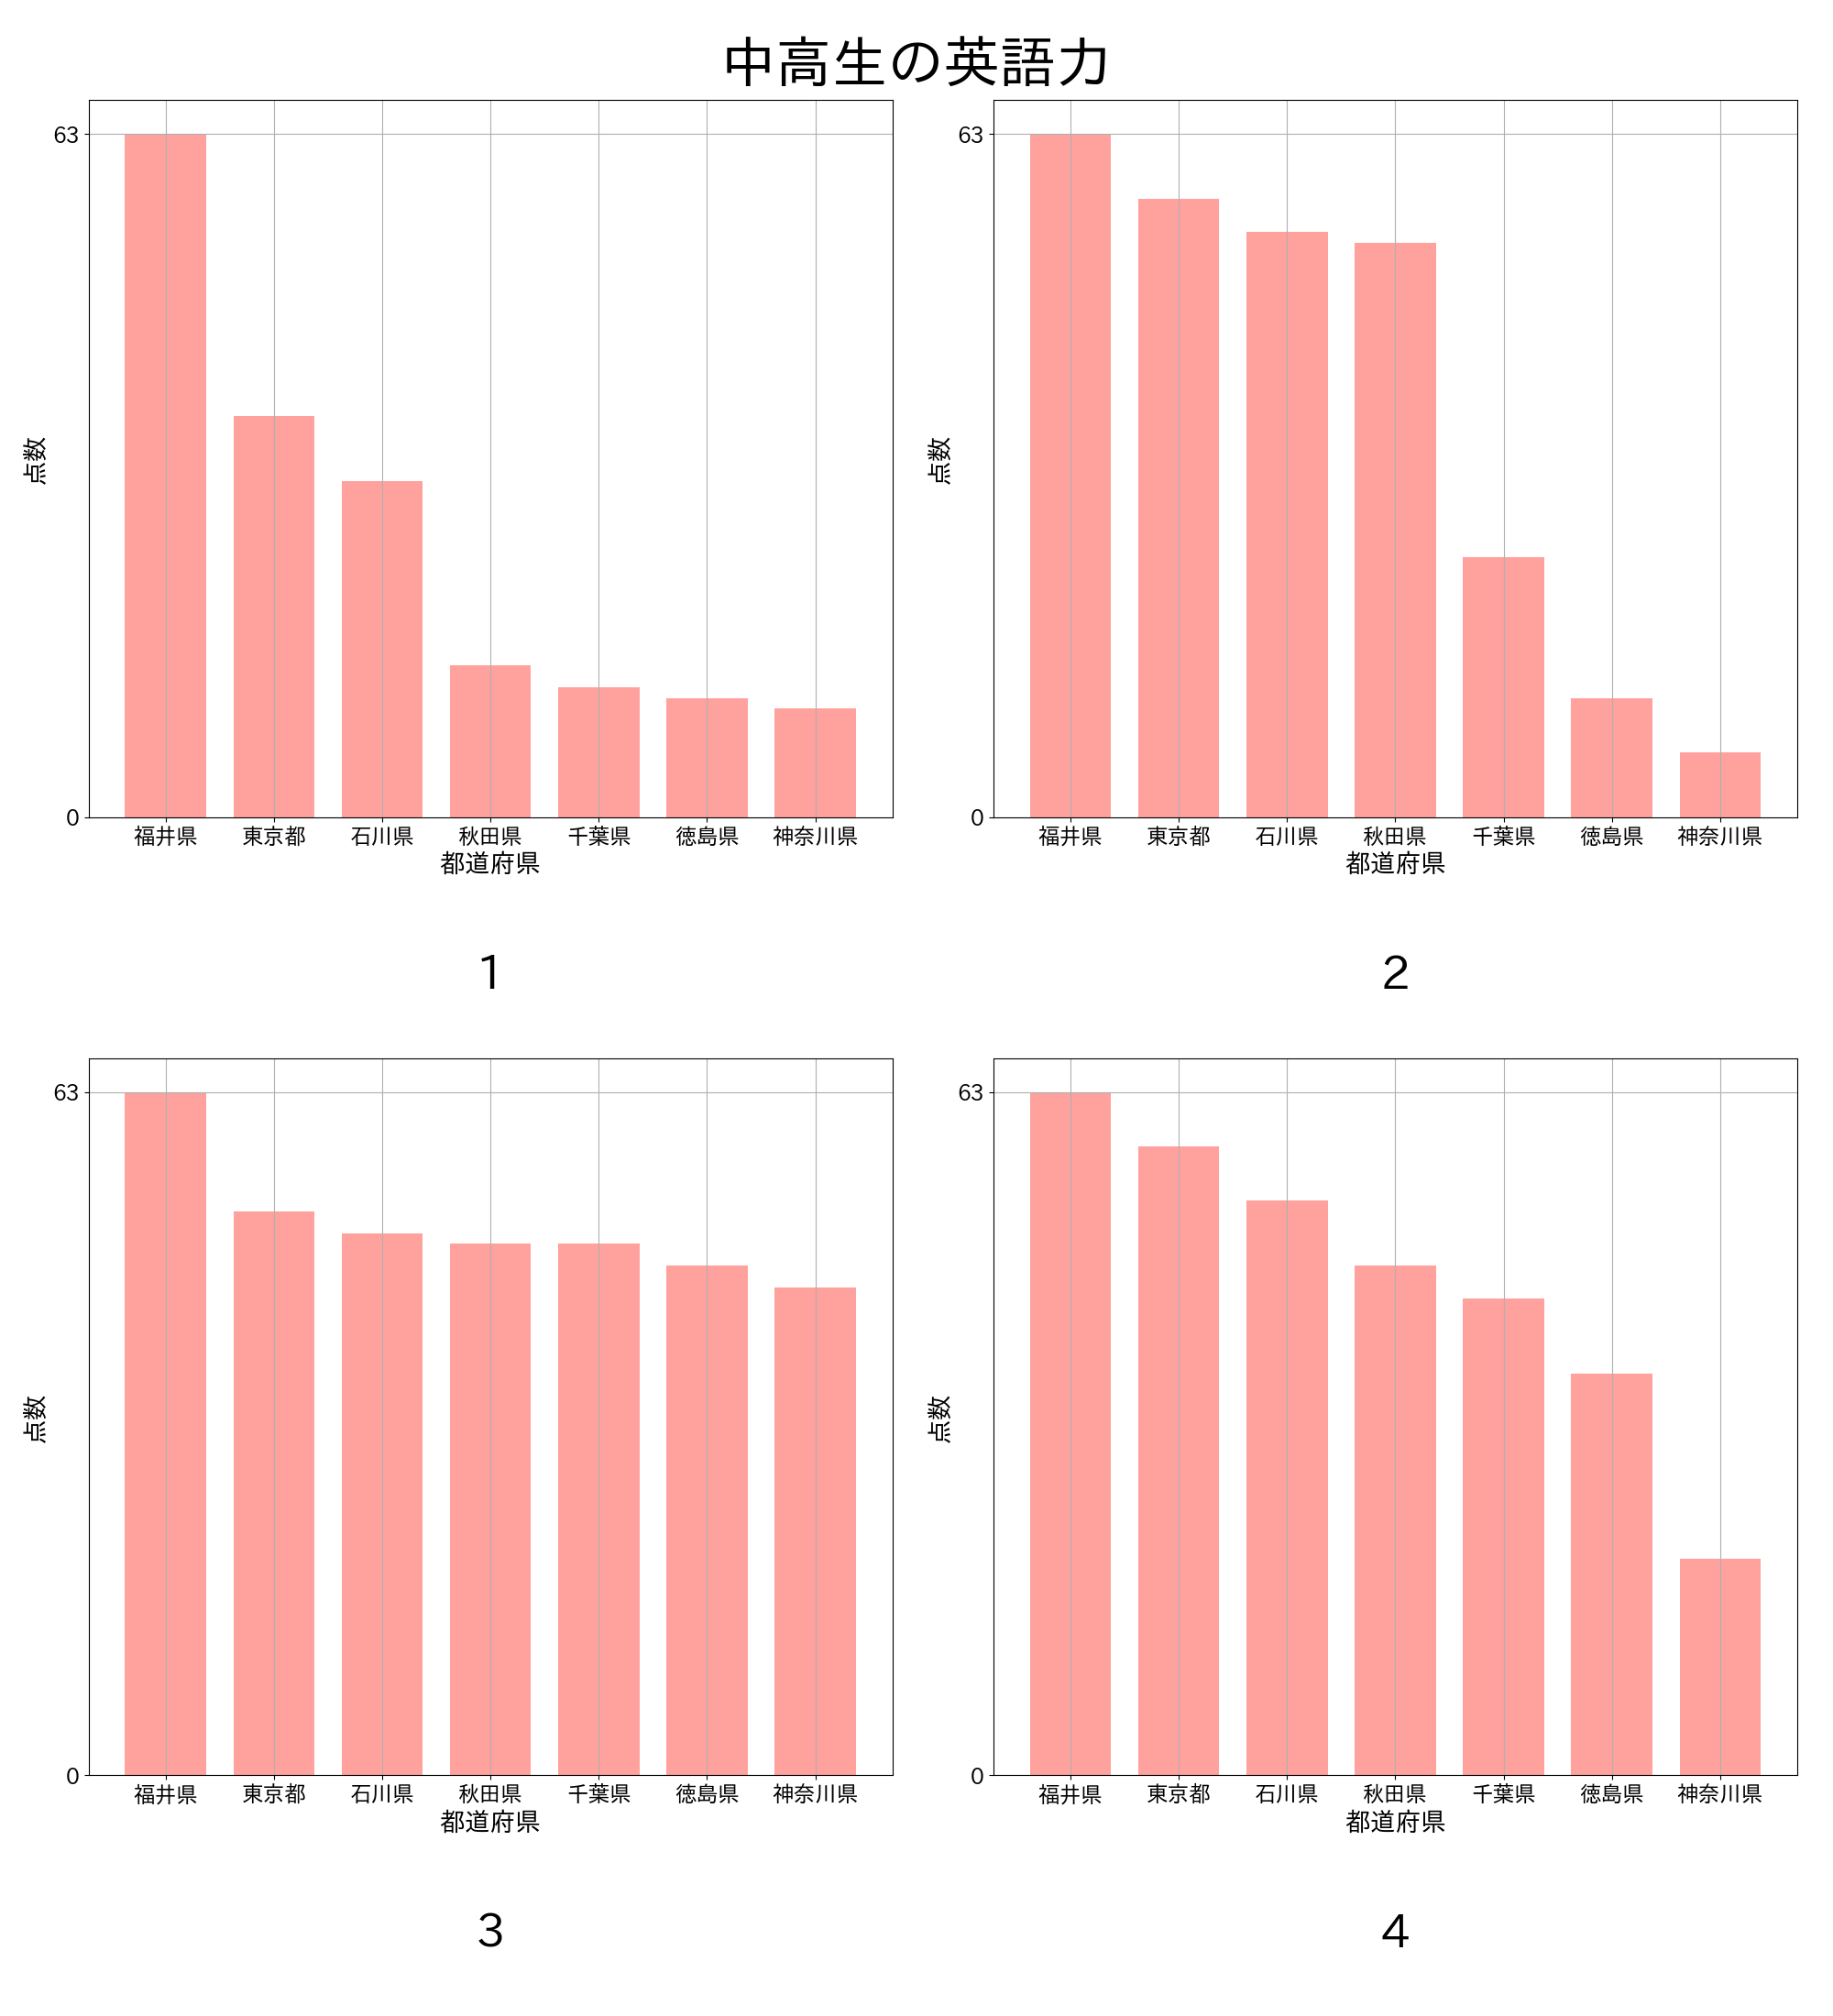 中高生の英語力
63
0
点数
福井県 東京都 石川県 秋田県 千葉県 徳島県 神奈川県
都道府県
1
63
0
点数
福井県 東京都 石川県 秋田県 千葉県 徳島県 神奈川県
都道府県
2
63
0
点数
福井県 東京都 石川県 秋田県 千葉県 徳島県 神奈川県
都道府県
3
63
0
点数
福井県 東京都 石川県 秋田県 千葉県 徳島県 神奈川県
都道府県
4